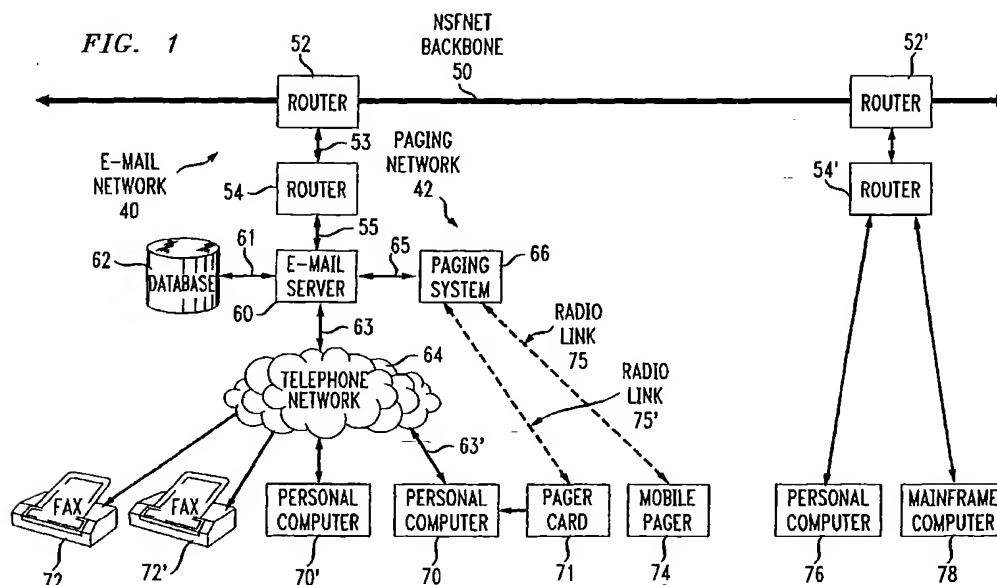 FIG. 1
52
NSFNET
BACKBONE
50
52'
ROUTER
ROUTER
53
E-MAIL
NETWORK
40
PAGING
NETWORK
42
54'
54
ROUTER
ROUTER
55
62
DATABASE
61
E-MAIL
SERVER
60
65
PAGING
SYSTEM
66
63
64
TELEPHONE
NETWORK
RADIO
LINK
75
RADIO
LINK
75'
63'
FAX
FAX
PERSONAL
COMPUTER
PERSONAL
COMPUTER
PAGER
CARD
MOBILE
PAGER
PERSONAL
COMPUTER
MAINFRAME
COMPUTER
72
72'
70'
70
71
74
76
78